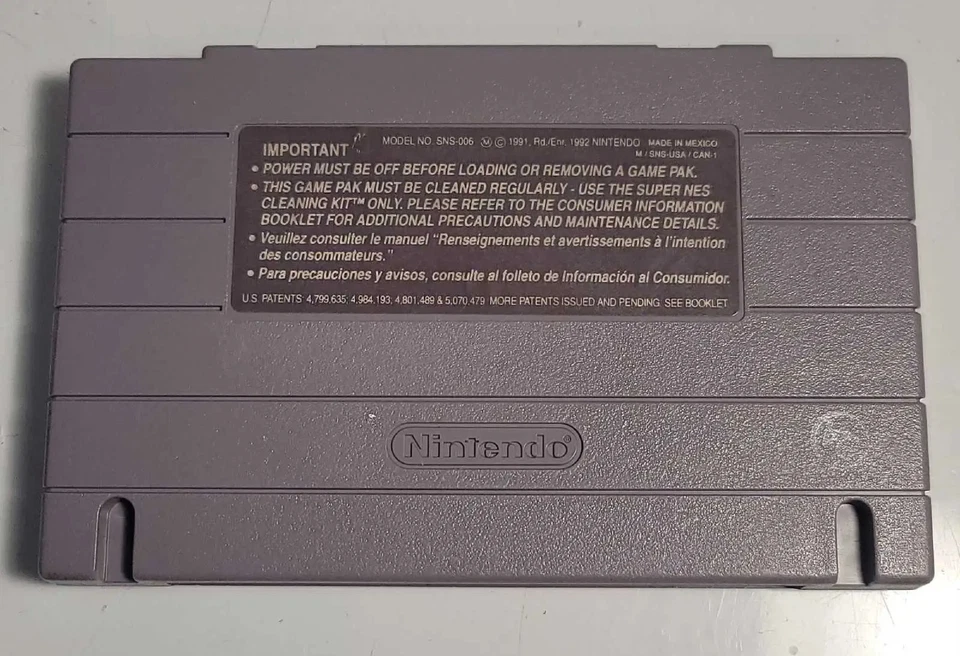 IMPORTANT
MODEL NO. SNS-006 Ⓜ © 1991, Rd./Enr. 1992 NINTENDO MADE IN MEXICO
M / SNS-USA / CAN-1
• POWER MUST BE OFF BEFORE LOADING OR REMOVING A GAME PAK.
• THIS GAME PAK MUST BE CLEANED REGULARLY - USE THE SUPER NES
CLEANING KIT™ ONLY. PLEASE REFER TO THE CONSUMER INFORMATION
BOOKLET FOR ADDITIONAL PRECAUTIONS AND MAINTENANCE DETAILS.
• Veuillez consulter le manuel "Renseignements et avertissements à l'intention
des consommateurs."
• Para precauciones y avisos, consulte al folleto de Información al Consumidor.
U.S. PATENTS: 4,799,635; 4,984,193; 4,801,489 & 5,070,479 MORE PATENTS ISSUED AND PENDING. SEE BOOKLET
Nintendo®